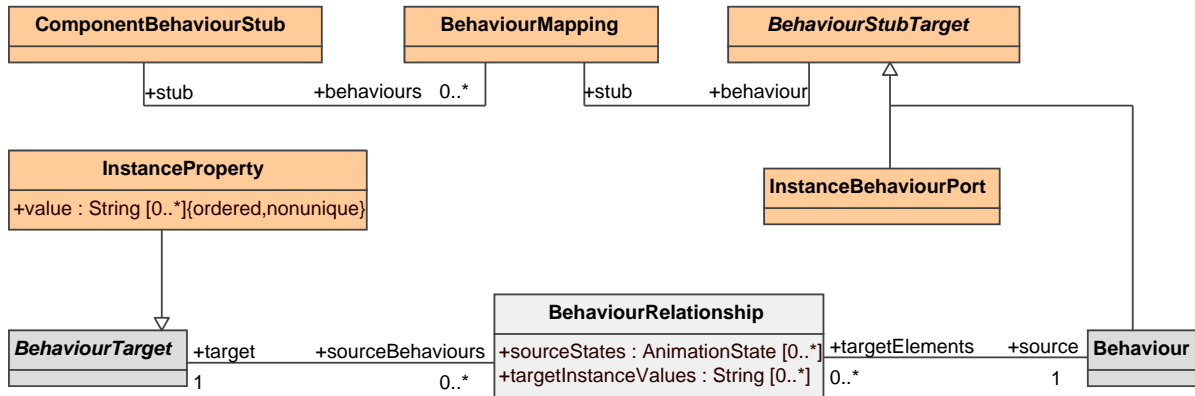 ComponentBehaviourStub
BehaviourMapping
BehaviourStubTarget
+stub
+behaviours
0..*
+stub
+behaviour
InstanceProperty
+value : String [0..*]{ordered,nonunique}
InstanceBehaviourPort
BehaviourTarget
+target
1
+sourceBehaviours
0..*
BehaviourRelationship
+sourceStates : AnimationState [0..*]
+targetInstanceValues : String [0..*]
+targetElements
0..*
+source
1
Behaviour